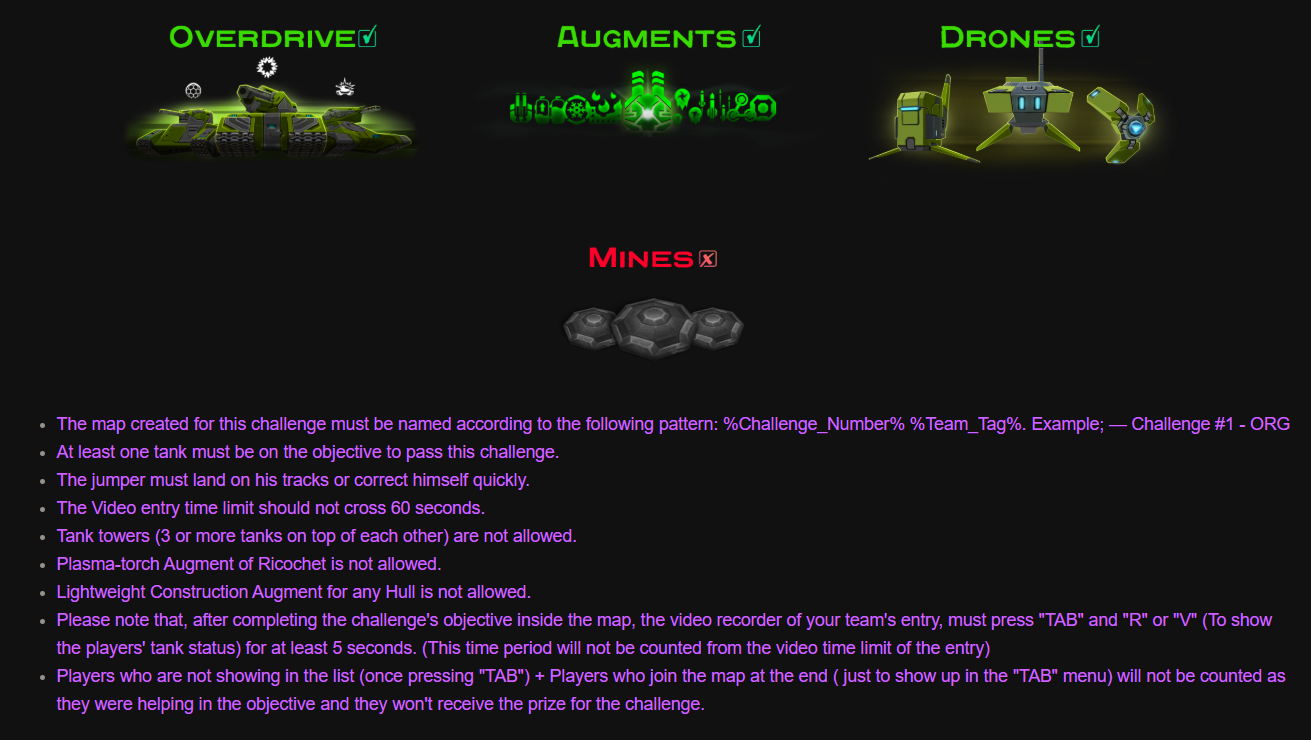 OVERDRIVE
AUGMENTS
DRONES
MINES
The map created for this challenge must be named according to the following pattern: %Challenge_Number% %Team_Tag%. Example; — Challenge #1 - ORG
At least one tank must be on the objective to pass this challenge.
The jumper must land on his tracks or correct himself quickly.
The Video entry time limit should not cross 60 seconds.
Tank towers (3 or more tanks on top of each other) are not allowed.
Plasma-torch Augment of Ricochet is not allowed.
Lightweight Construction Augment for any Hull is not allowed.
Please note that, after completing the challenge's objective inside the map, the video recorder of your team's entry, must press "TAB" and "R" or "V" (To show
the players' tank status) for at least 5 seconds. (This time period will not be counted from the video time limit of the entry)
Players who are not showing in the list (once pressing "TAB") + Players who join the map at the end ( just to show up in the "TAB" menu) will not be counted as
they were helping in the objective and they won't receive the prize for the challenge.